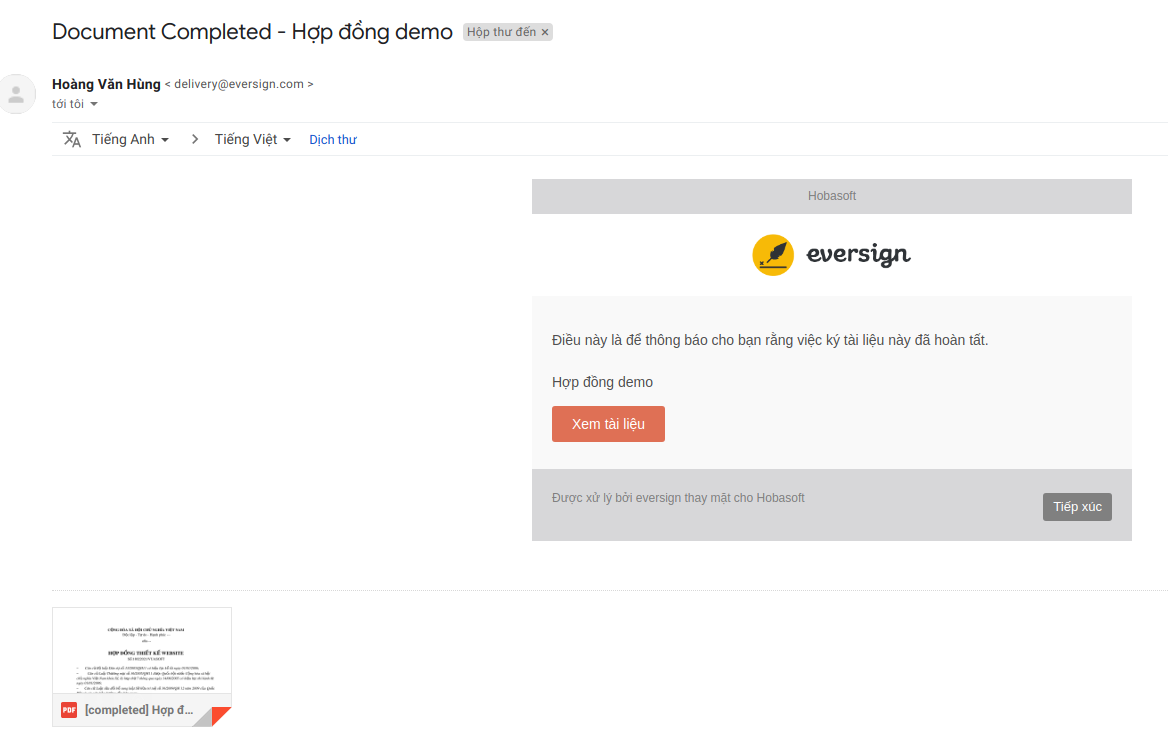 Document Completed - Hợp đồng demo Hộp thư đến ×
Hoàng Văn Hùng < delivery@eversign.com >
tới tôi
Tiếng Anh > Tiếng Việt Dịch thư
Hobasoft
eversign
Điều này là để thông báo cho bạn rằng việc ký tài liệu này đã hoàn tất.
Hợp đồng demo
Xem tài liệu
Được xử lý bởi eversign thay mặt cho Hobasoft
Tiếp xúc
CỘNG HÒA XÃ HỘI CHỦ NGHĨA VIỆT NAM
Độc lập - Tự do - Hạnh phúc
HỢP ĐỒNG THIẾT KẾ WEBSITE
PDF [completed] Hợp đ...